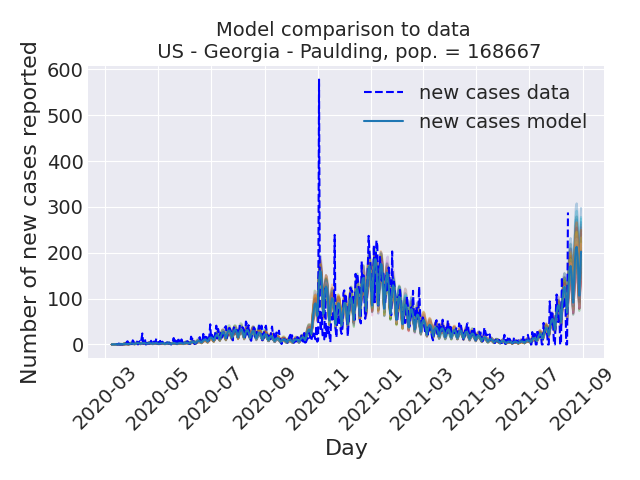 Model comparison to data
US - Georgia - Paulding, pop. = 168667
Number of new cases reported
600
500
400
300
200
100
0
new cases data
new cases model
2020-03
2020-05
2020-07
2020-09
2020-11
2021-01
2021-03
2021-05
2021-07
2021-09
Day